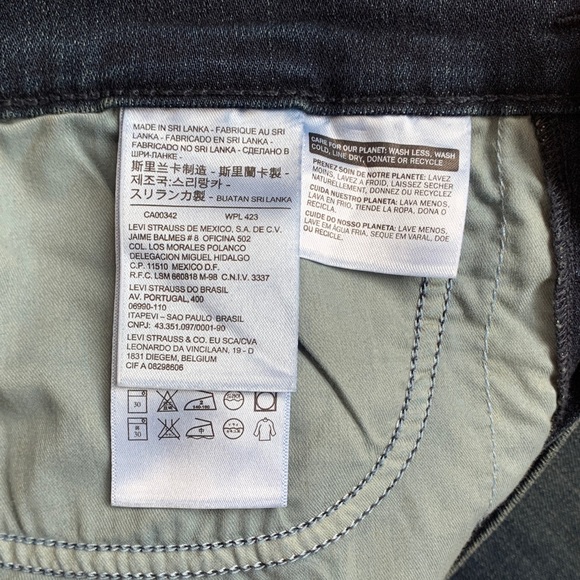 MADE IN SRI LANKA - FABRIQUE AU SRI
LANKA - FABRICADO EN SRI LANKA -
FABRICADO NO SRI LANKA - СДЕЛАНО В
ШРИ-ЛАНКЕ -
斯里兰卡制造 - 斯里蘭卡製 -
제조국:스리랑카 -
スリランカ製 - BUATAN SRI LANKA
CA00342 WPL 423
LEVI STRAUSS DE MEXICO, S.A. DE C.V.
JAIME BALMES # 8 OFICINA 502
COL. LOS MORALES POLANCO
DELEGACION MIGUEL HIDALGO
C.P. 11510 MEXICO D.F.
R.F.C. LSM 660818 M-98 C.N.I.V. 3337
LEVI STRAUSS DO BRASIL
AV. PORTUGAL, 400
06990-110
ITAPEVI - SAO PAULO BRASIL
CNPJ: 43.351.097/0001-90
LEVI STRAUSS & CO. EU SCA/CVA
LEONARDO DA VINCILAAN, 19 - D
1831 DIEGEM, BELGIUM
CIF A 08298606
30
30
中
CARE FOR OUR PLANET: WASH LESS, WASH
COLD, LINE DRY, DONATE OR RECYCLE
PRENEZ SOIN DE NOTRE PLANETE: LAVEZ
MOINS, LAVEZ A FROID, LAISSEZ SECHER
NATURELLEMENT, DONNEZ OU RECYCLEZ
CUIDA NUESTRO PLANETA: LAVA MENOS,
LAVA EN FRIO, TIENDE LA ROPA, DONA O
RECICLA
CUIDE DO NOSSO PLANETA: LAVE MENOS,
LAVE EM AGUA FRIA, SEQUE EM VARAL, DOE
OU RECICLE